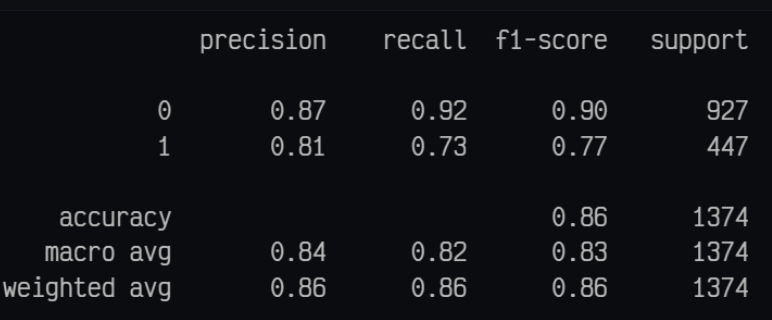 precision recall f1-score support
0 0.87 0.92 0.90 927
1 0.81 0.73 0.77 447
accuracy 0.86 1374
macro avg 0.84 0.82 0.83 1374
weighted avg 0.86 0.86 0.86 1374